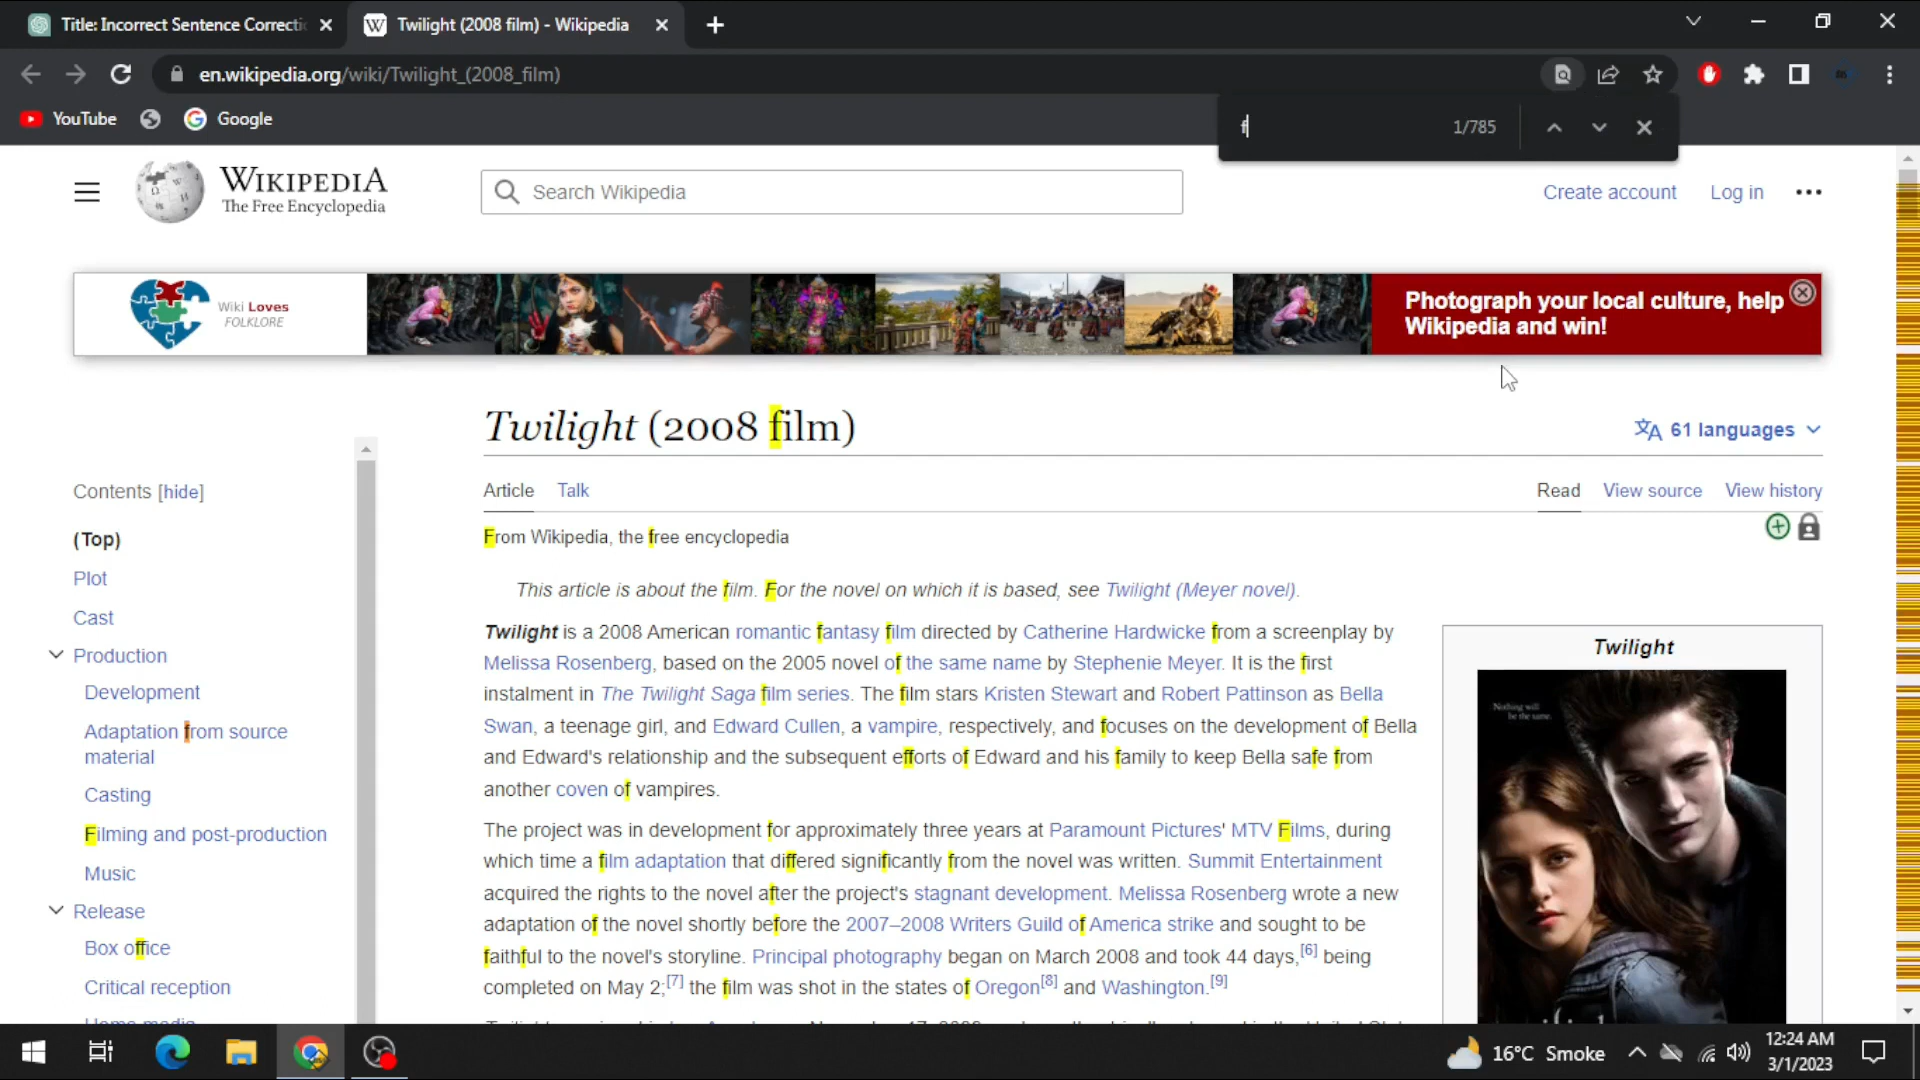 Title: Incorrect Sentence Correcti
Twilight (2008 film) - Wikipedia
en.wikipedia.org/wiki/Twilight_(2008_film)
YouTube
Google
f
1/785
WIKIPEDIA
The Free Encyclopedia
Search Wikipedia
Create account
Log in
Wiki Loves
FOLKLORE
Photograph your local culture, help
Wikipedia and win!
Twilight (2008 film)
61 languages
Contents [hide]
(Top)
Plot
Cast
Production
Development
Adaptation from source
material
Casting
Filming and post-production
Music
Release
Box office
Critical reception
Home media
Article
Talk
Read
View source
View history
From Wikipedia, the free encyclopedia
This article is about the film. For the novel on which it is based, see Twilight (Meyer novel).
Twilight is a 2008 American romantic fantasy film directed by Catherine Hardwicke from a screenplay by
Melissa Rosenberg, based on the 2005 novel of the same name by Stephenie Meyer. It is the first
instalment in The Twilight Saga film series. The film stars Kristen Stewart and Robert Pattinson as Bella
Swan, a teenage girl, and Edward Cullen, a vampire, respectively, and focuses on the development of Bella
and Edward's relationship and the subsequent efforts of Edward and his family to keep Bella safe from
another coven of vampires.
The project was in development for approximately three years at Paramount Pictures' MTV Films, during
which time a film adaptation that differed significantly from the novel was written. Summit Entertainment
acquired the rights to the novel after the project's stagnant development. Melissa Rosenberg wrote a new
adaptation of the novel shortly before the 2007–2008 Writers Guild of America strike and sought to be
faithful to the novel's storyline. Principal photography began on March 2008 and took 44 days,[6] being
completed on May 2;[7] the film was shot in the states of Oregon[8] and Washington.[9]
Twilight
Nothing will
be the same.
16°C Smoke
12:24 AM
3/1/2023